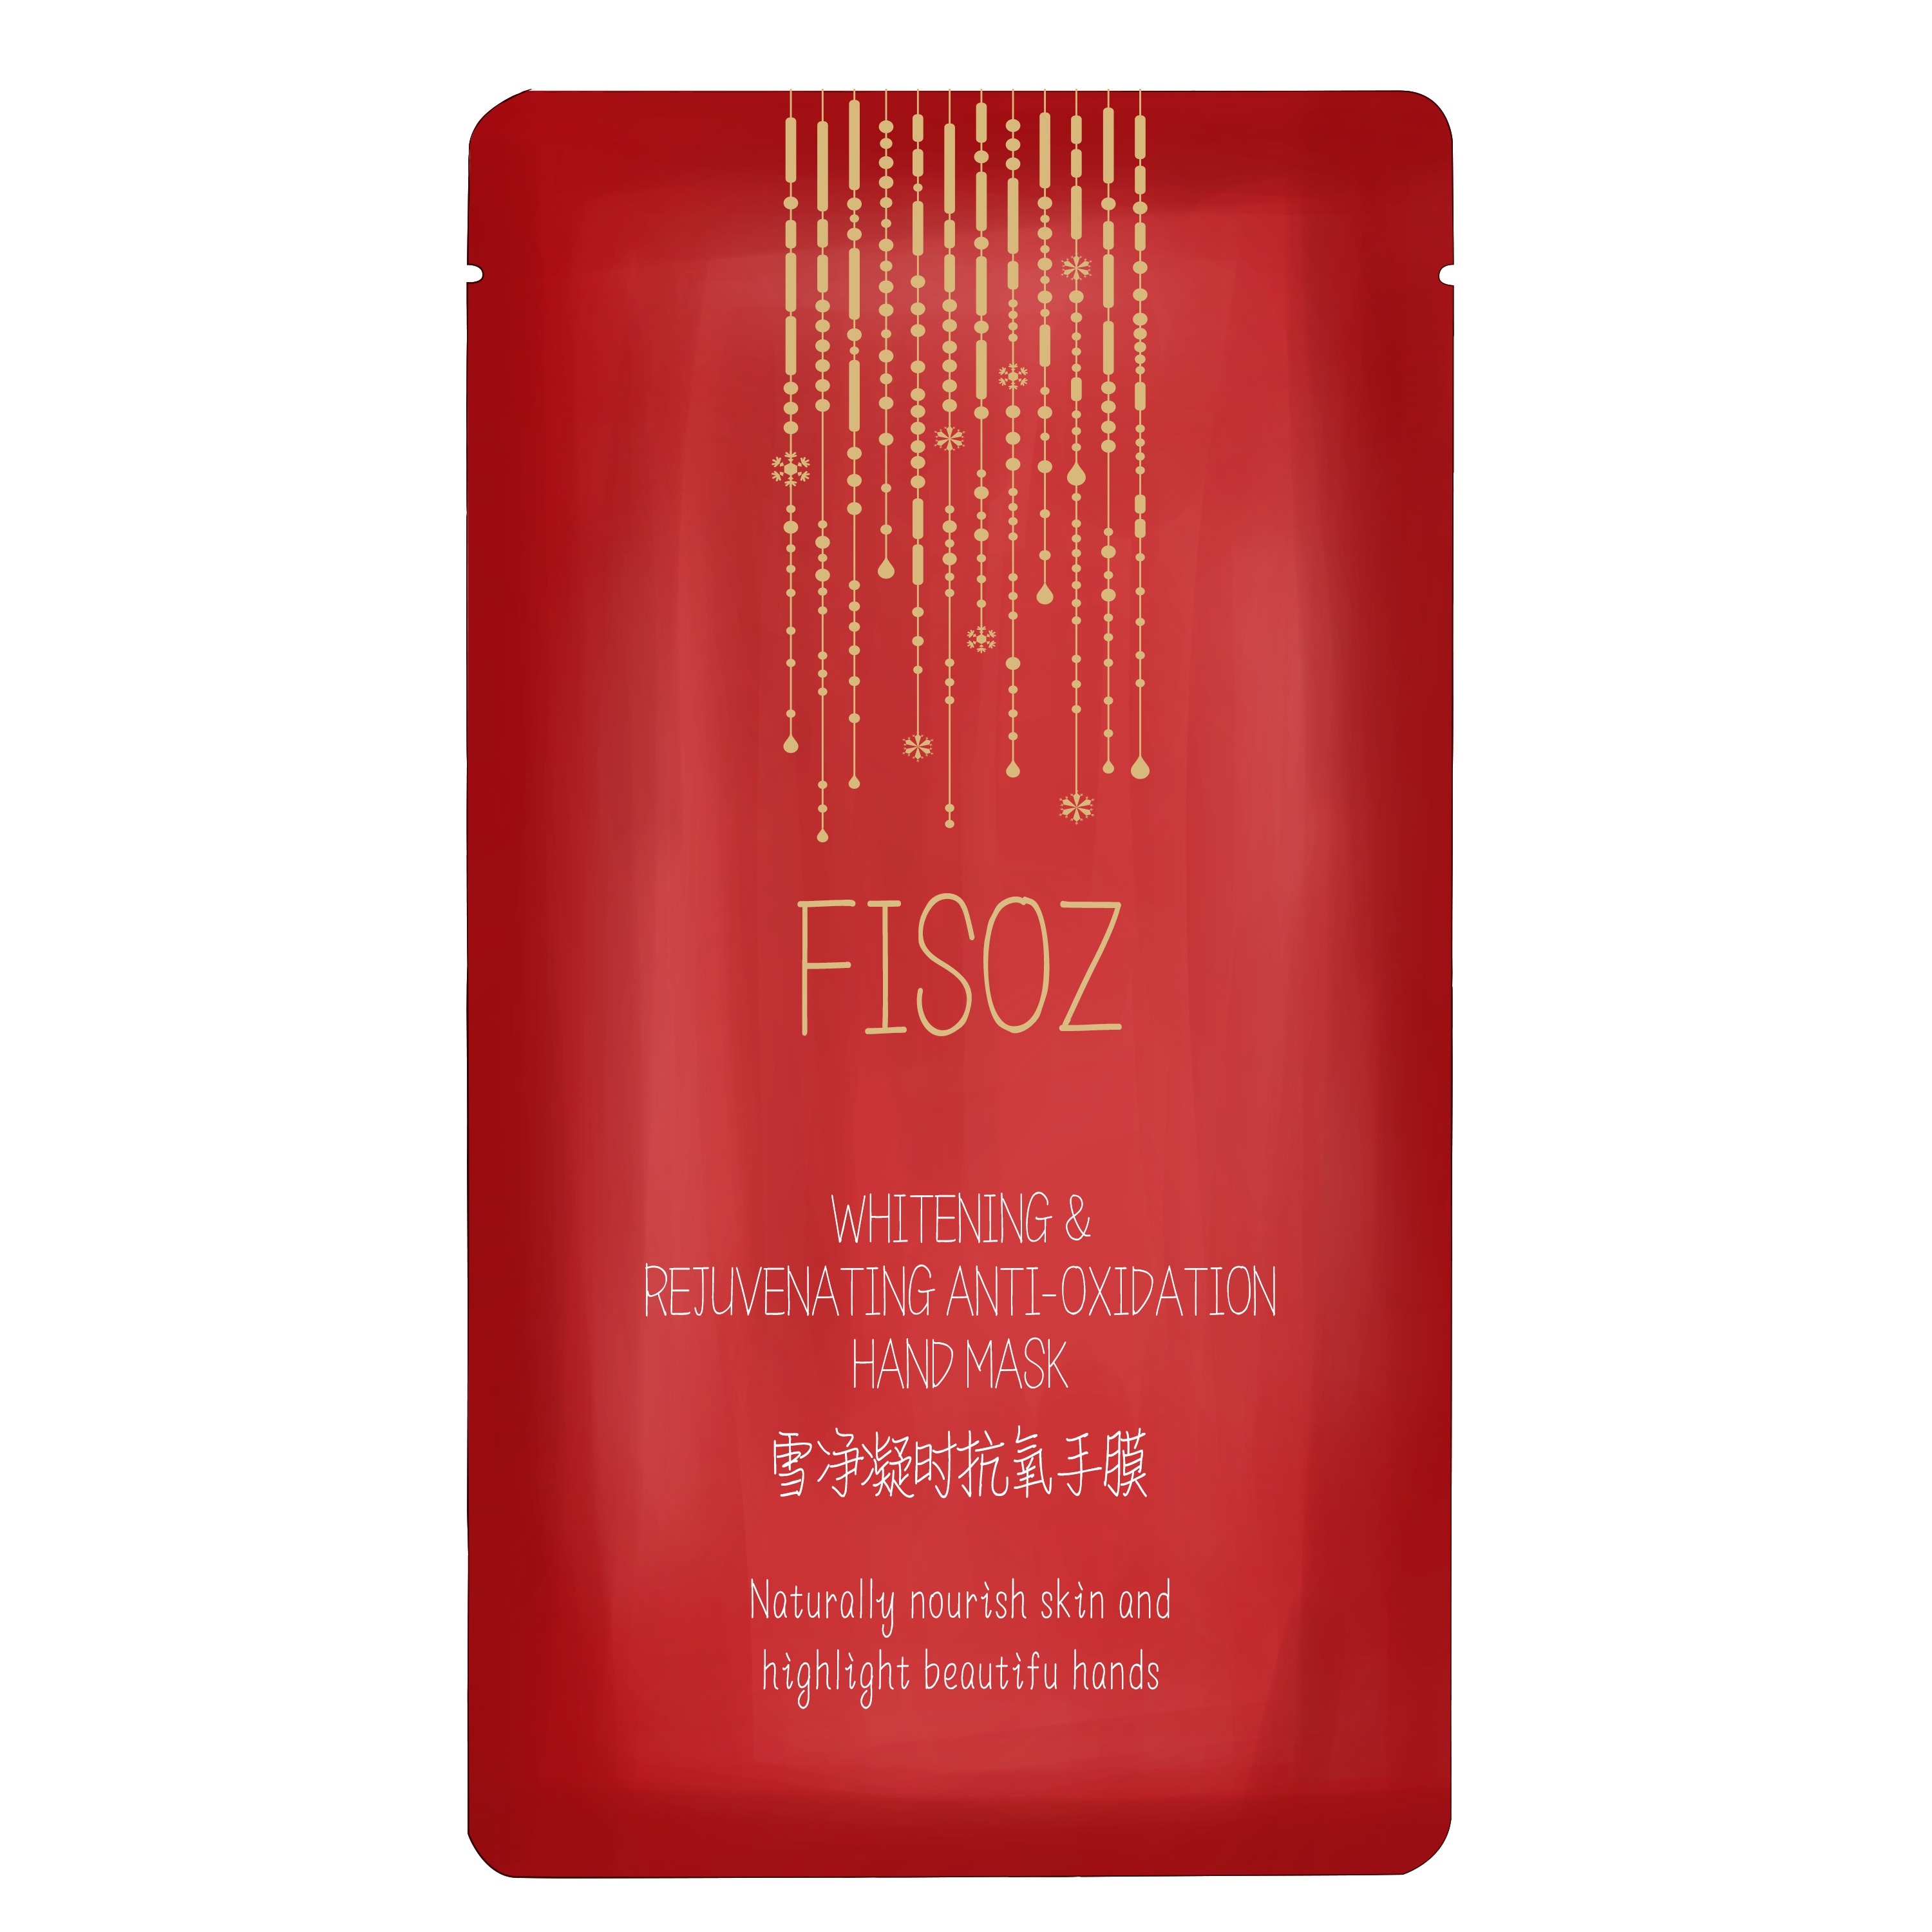 FISOZ
WHITENING &
REJUVENATING ANTI-OXIDATION
HAND MASK
雪净凝时抗氧手膜
Naturally nourish skin and
highlight beautifu hands